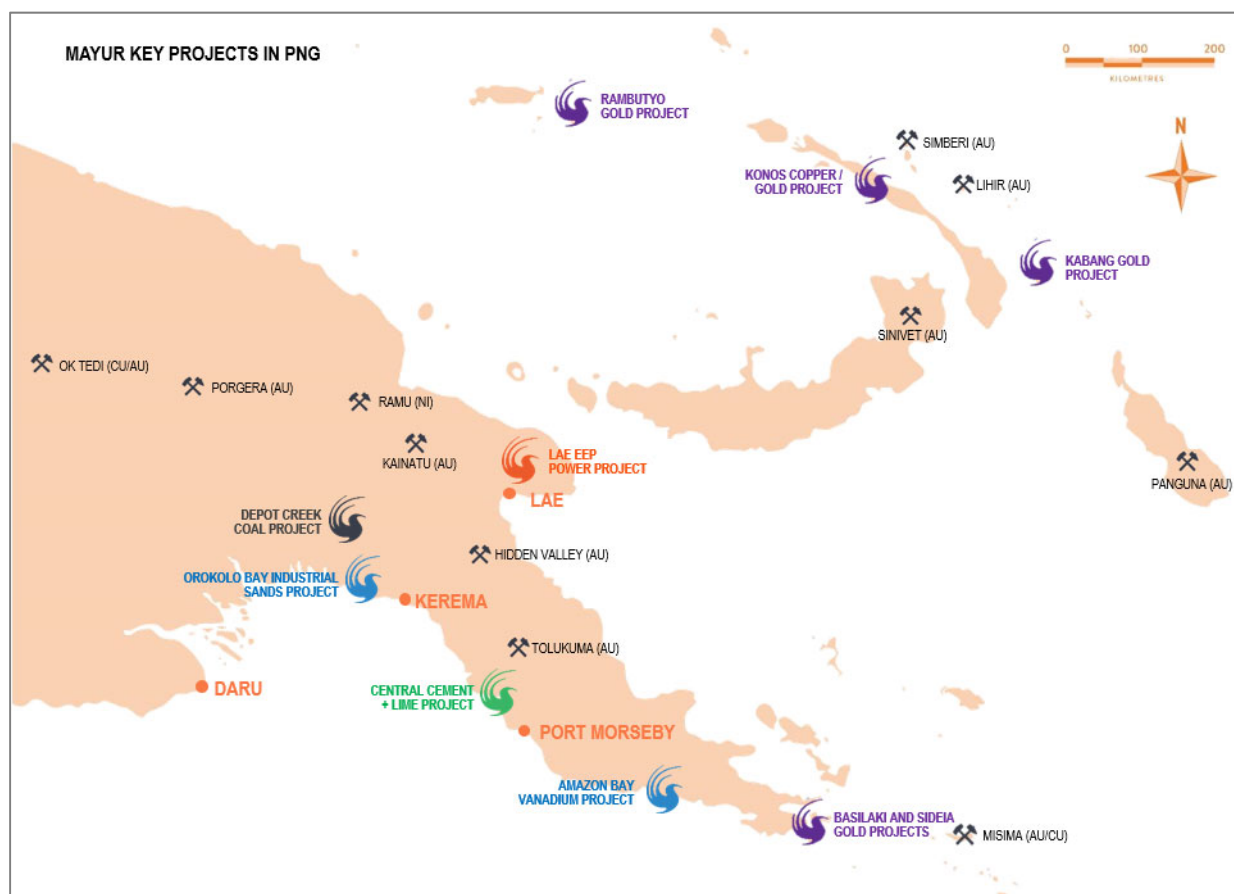 MAYUR KEY PROJECTS IN PNG
0 100 200
KILOMETRES
N
RAMBUTYO
GOLD PROJECT
SIMBERI (AU)
KONOS COPPER /
GOLD PROJECT
LIHIR (AU)
KABANG GOLD
PROJECT
SINIVET (AU)
OK TEDI (CU/AU)
PORGERA (AU)
RAMU (NI)
KAINATU (AU)
LAE EEP
POWER PROJECT
LAE
PANGUNA (AU)
DEPOT CREEK
COAL PROJECT
HIDDEN VALLEY (AU)
OROKOLO BAY INDUSTRIAL
SANDS PROJECT
KEREMA
TOLUKUMA (AU)
DARU
CENTRAL CEMENT
+ LIME PROJECT
PORT MORSEBY
AMAZON BAY
VANADIUM PROJECT
BASILAKI AND SIDEIA
GOLD PROJECTS
MISIMA (AU/CU)